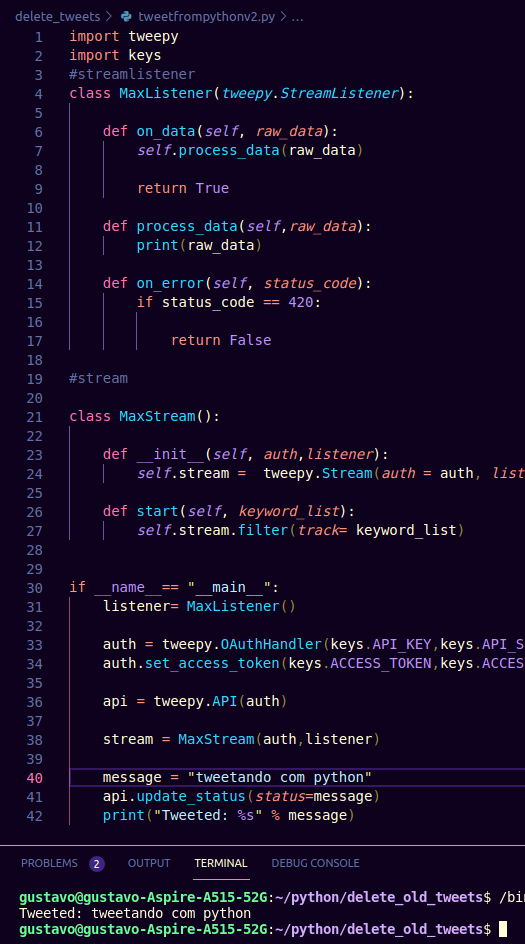 delete_tweets > tweetfrompythonv2.py > ...
1 import tweepy
2 import keys
3 #streamlistener
4 class MaxListener(tweepy.StreamListener):
5
6 def on_data(self, raw_data):
7 self.process_data(raw_data)
8
9 return True
10
11 def process_data(self,raw_data):
12 print(raw_data)
13
14 def on_error(self, status_code):
15 if status_code == 420:
16
17 return False
18
19 #stream
20
21 class MaxStream():
22
23 def __init__(self, auth,listener):
24 self.stream =  tweepy.Stream(auth = auth, list
25
26 def start(self, keyword_list):
27 self.stream.filter(track= keyword_list)
28
29
30 if __name__== "__main__":
31 listener= MaxListener()
32
33 auth = tweepy.OAuthHandler(keys.API_KEY,keys.API_S
34 auth.set_access_token(keys.ACCESS_TOKEN,keys.ACCES
35
36 api = tweepy.API(auth)
37
38 stream = MaxStream(auth,listener)
39
40 message = "tweetando com python"
41 api.update_status(status=message)
42 print("Tweeted: %s" % message)
PROBLEMS 2 OUTPUT TERMINAL DEBUG CONSOLE
gustavo@gustavo-Aspire-A515-52G:~/python/delete_old_tweets$ /bin
Tweeted: tweetando com python
gustavo@gustavo-Aspire-A515-52G:~/python/delete_old_tweets$